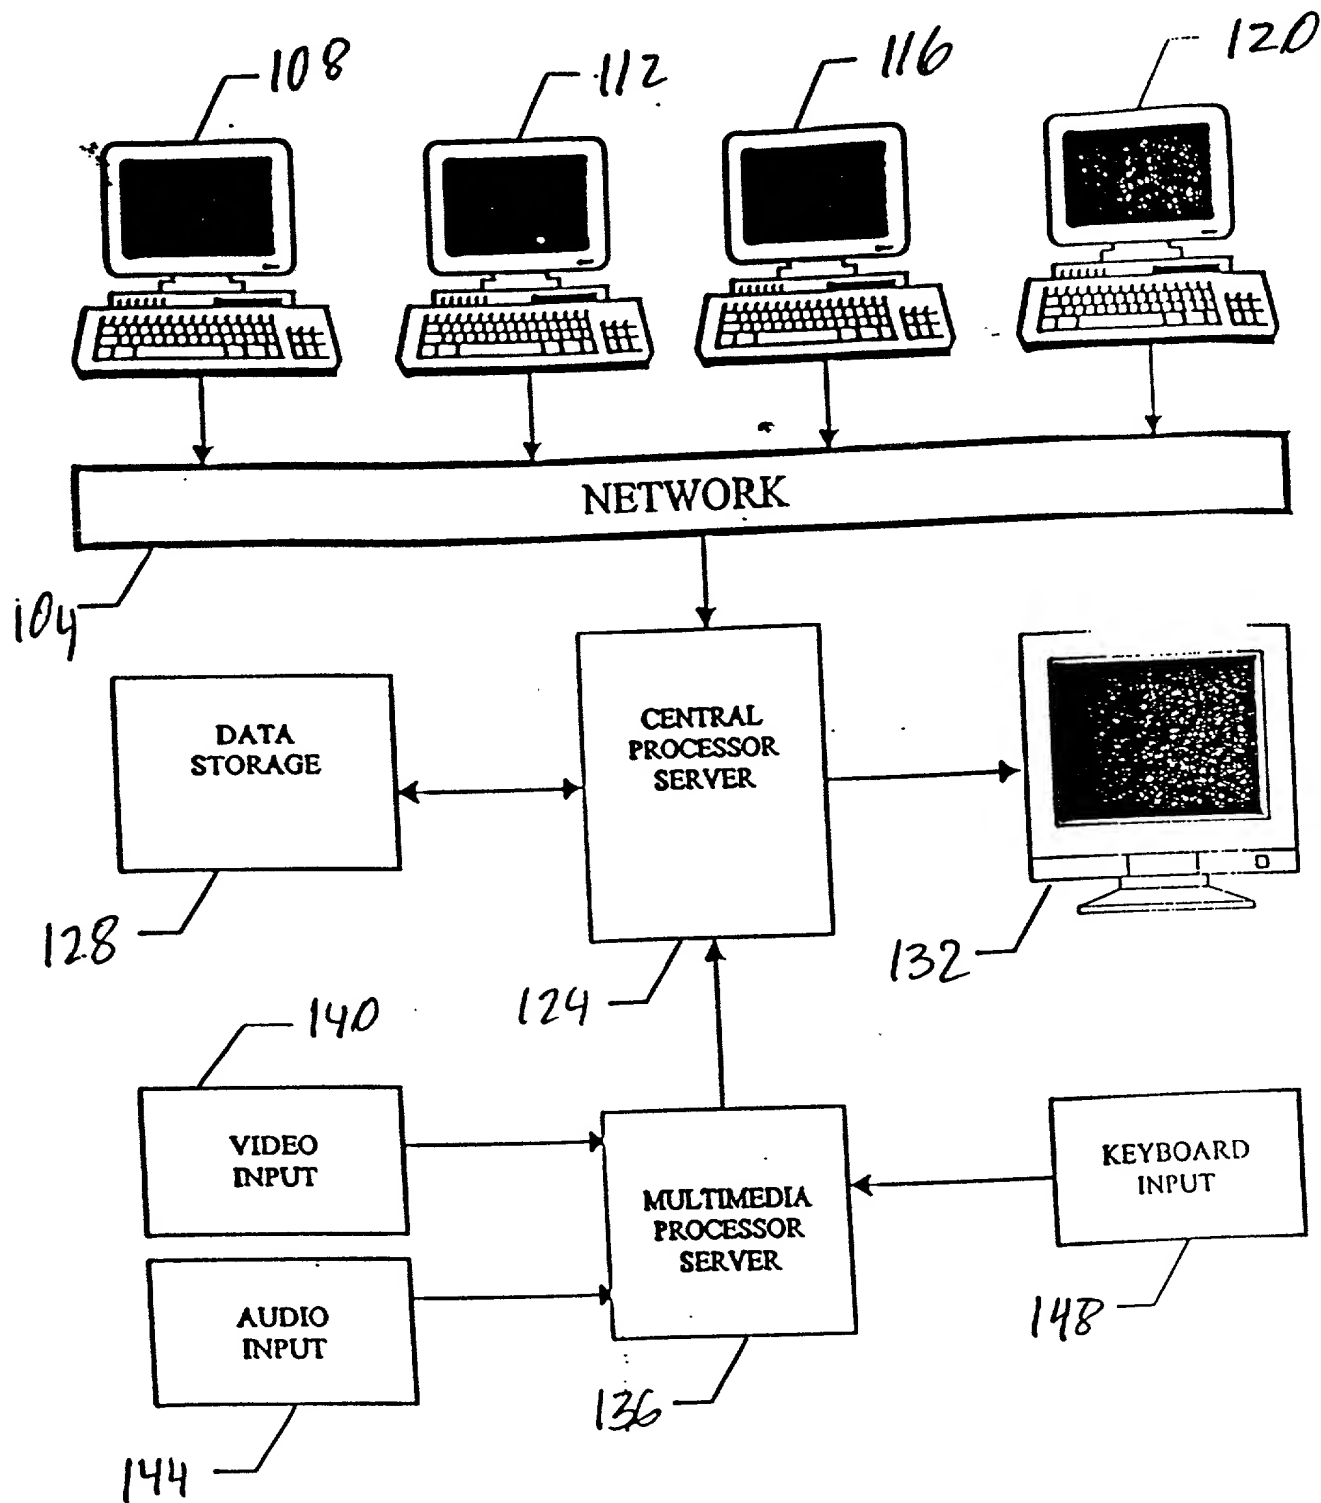 108
112
116
120
NETWORK
104
DATA
STORAGE
CENTRAL
PROCESSOR
SERVER
128
124
132
140
VIDEO
INPUT
MULTIMEDIA
PROCESSOR
SERVER
KEYBOARD
INPUT
AUDIO
INPUT
148
136
144